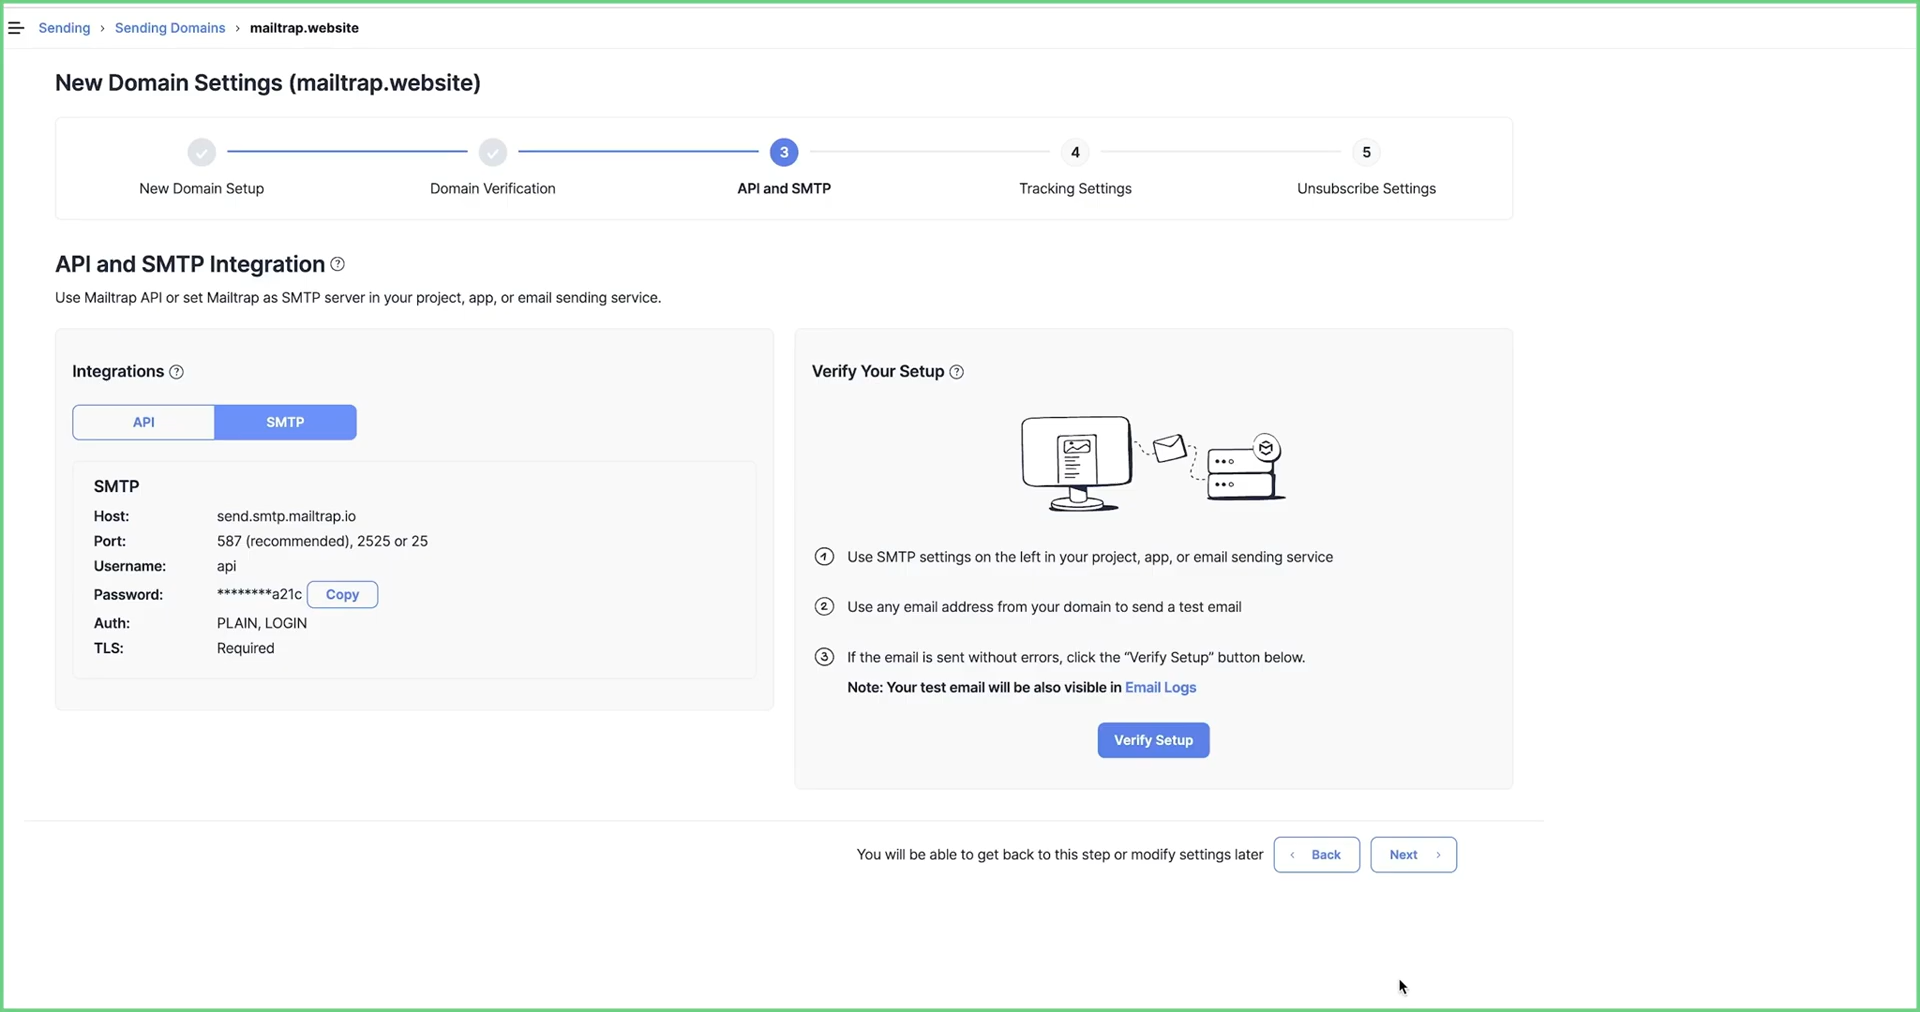 Sending › Sending Domains › mailtrap.website
New Domain Settings (mailtrap.website)
3
4
5
New Domain Setup
Domain Verification
API and SMTP
Tracking Settings
Unsubscribe Settings
API and SMTP Integration ?
Use Mailtrap API or set Mailtrap as SMTP server in your project, app, or email sending service.
Integrations ?
API
SMTP
SMTP
Host: send.smtp.mailtrap.io
Port: 587 (recommended), 2525 or 25
Username: api
Password: ********a21c Copy
Auth: PLAIN, LOGIN
TLS: Required
Verify Your Setup ?
1 Use SMTP settings on the left in your project, app, or email sending service
2 Use any email address from your domain to send a test email
3 If the email is sent without errors, click the “Verify Setup” button below.
Note: Your test email will be also visible in Email Logs
Verify Setup
You will be able to get back to this step or modify settings later ‹ Back Next ›